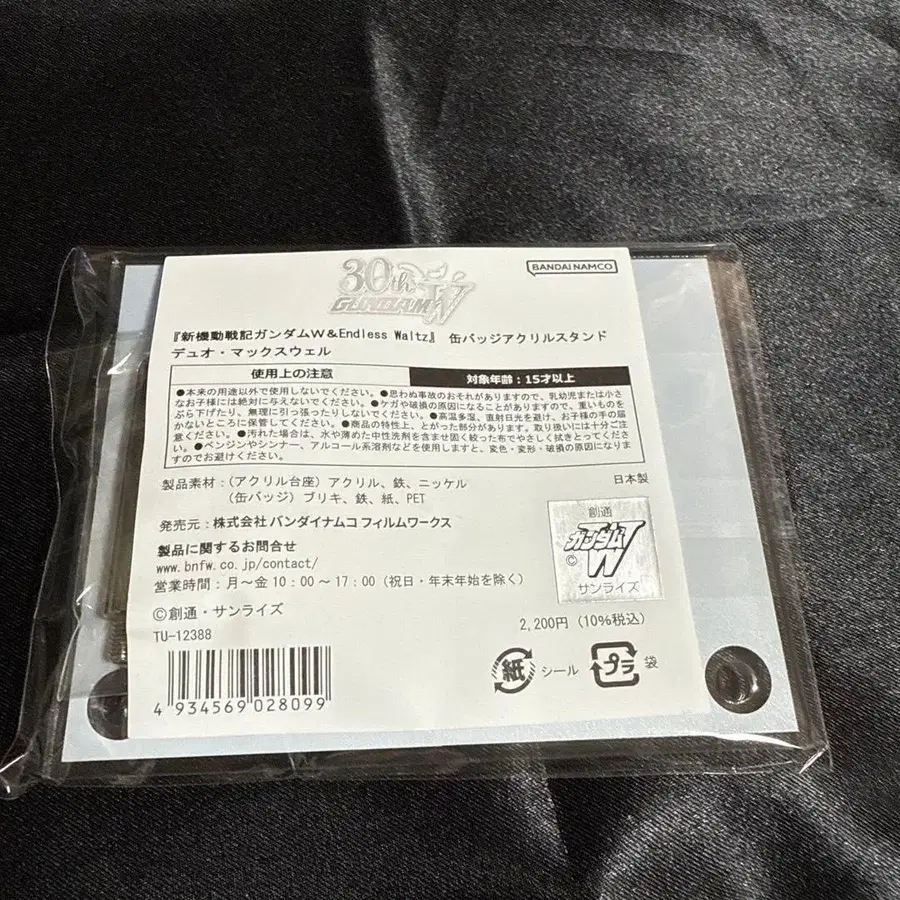 30th
GUNDAM W
BANDAI NAMCO
『新機動戦記ガンダムW&Endless Waltz』 缶バッジアクリルスタンド
デュオ・マックスウェル
使用上の注意
対象年齢：15才以上
●本来の用途以外で使用しないでください。●思わぬ事故のおそれがありますので、乳幼児または小さ
なお子様には絶対に与えないでください。●ケガや破損の原因になることがありますので、重いものを
ぶら下げたり、無理に引っ張ったりしないでください。●高温多湿、直射日光を避け、お子様の手の届
かないところに保管してください。●商品の特性上、とがった部分があります。取り扱いには十分ご注
意ください。●汚れた場合は、水や薄めた中性洗剤を含ませ固く絞った布でやさしく拭きとってください。
●ベンジンやシンナー、アルコール系溶剤などを使用しますと、変色・変形・破損の原因になりま
すのでお避けください。
製品素材：（アクリル台座）アクリル、鉄、ニッケル
（缶バッジ）ブリキ、鉄、紙、PET
日本製
発売元：株式会社バンダイナムコフィルムワークス
製品に関するお問合せ
www.bnfw.co.jp/contact/
営業時間：月～金10：00～17：00（祝日・年末年始を除く）
創通
ガンダムW
©
サンライズ
©創通・サンライズ
TU-12388
2,200円（10%税込）
紙 シール
プラ 袋
4 934569 028099